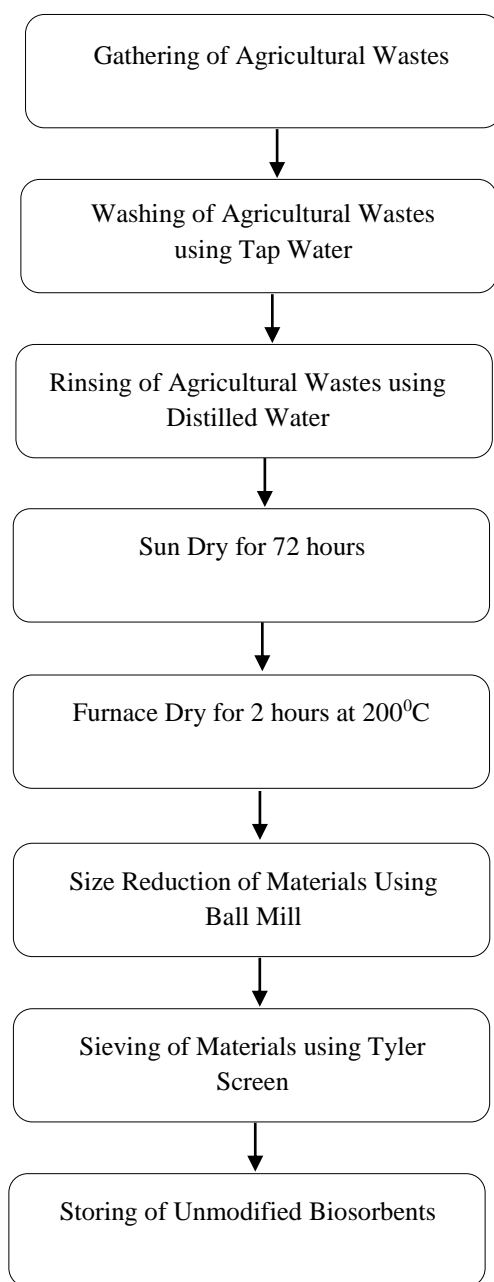 Gathering of Agricultural Wastes
Washing of Agricultural Wastes
using Tap Water
Rinsing of Agricultural Wastes using
Distilled Water
Sun Dry for 72 hours
Furnace Dry for 2 hours at 200⁰C
Size Reduction of Materials Using
Ball Mill
Sieving of Materials using Tyler
Screen
Storing of Unmodified Biosorbents